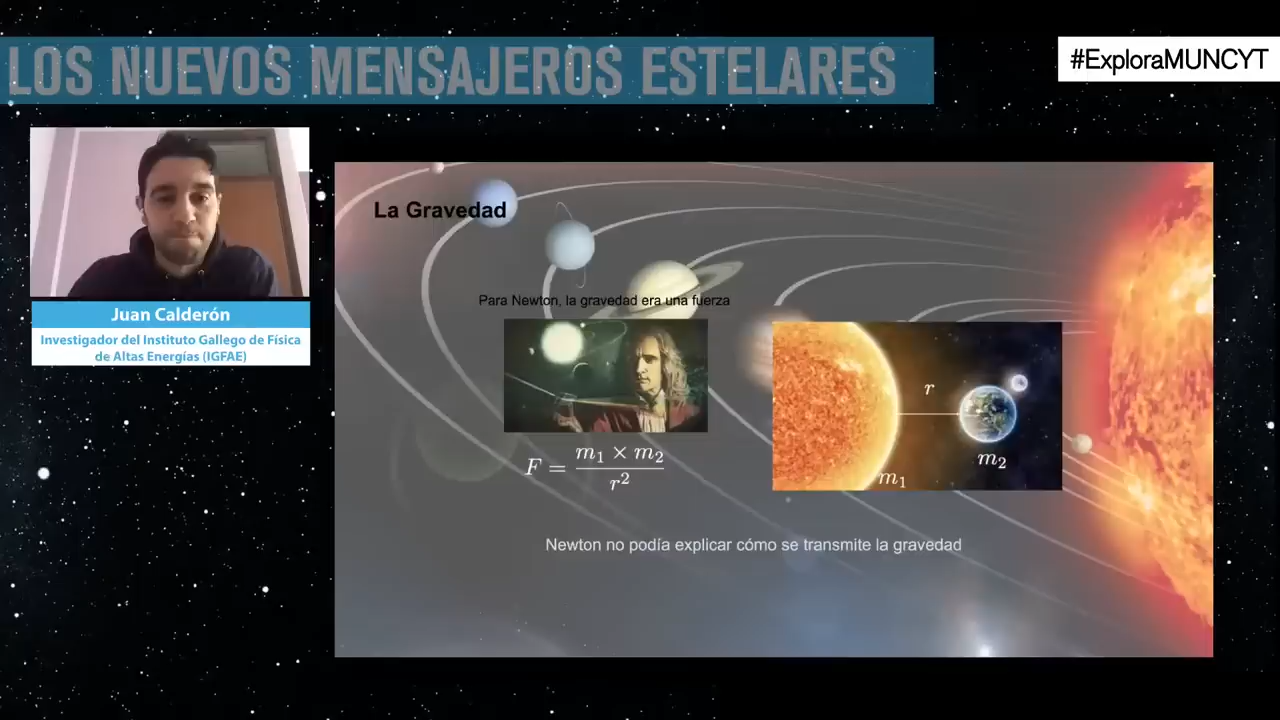 LOS NUEVOS MENSAJEROS ESTELARES
#ExploraMUNCYT
Juan Calderón
Investigador del Instituto Gallego de Física
de Altas Energías (IGFAE)
La Gravedad
Para Newton, la gravedad era una fuerza
F = m₁ × m₂ / r²
r
m₁
m₂
Newton no podía explicar cómo se transmite la gravedad